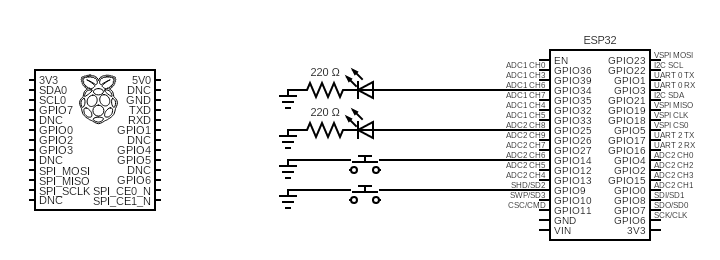 ESP32
3V3 5V0
SDA0 DNC
SCL0 GND
GPIO7 TXD
DNC RXD
GPIO0 GPIO1
GPIO2 DNC
GPIO3 GPIO4
DNC GPIO5
SPI_MOSI DNC
SPI_MISO GPIO6
SPI_SCLK SPI_CE0_N
DNC SPI_CE1_N
220 Ω
220 Ω
EN GPIO23 VSPI MOSI
ADC1 CH0 GPIO36 GPIO22 I2C SCL
ADC1 CH3 GPIO39 GPIO1 UART 0 TX
ADC1 CH6 GPIO34 GPIO3 UART 0 RX
ADC1 CH7 GPIO35 GPIO21 I2C SDA
ADC1 CH4 GPIO32 GPIO19 VSPI MISO
ADC1 CH5 GPIO33 GPIO18 VSPI CLK
ADC2 CH8 GPIO25 GPIO5 VSPI CS0
ADC2 CH9 GPIO26 GPIO17 UART 2 TX
ADC2 CH7 GPIO27 GPIO16 UART 2 RX
ADC2 CH6 GPIO14 GPIO4 ADC2 CH0
ADC2 CH5 GPIO12 GPIO2 ADC2 CH2
ADC2 CH4 GPIO13 GPIO15 ADC2 CH3
SHD/SD2 GPIO9 GPIO0 ADC2 CH1
SWP/SD3 GPIO10 GPIO8 SDI/SD1
CSC/CMD GPIO11 GPIO7 SDO/SD0
GND GPIO6 SCK/CLK
VIN 3V3